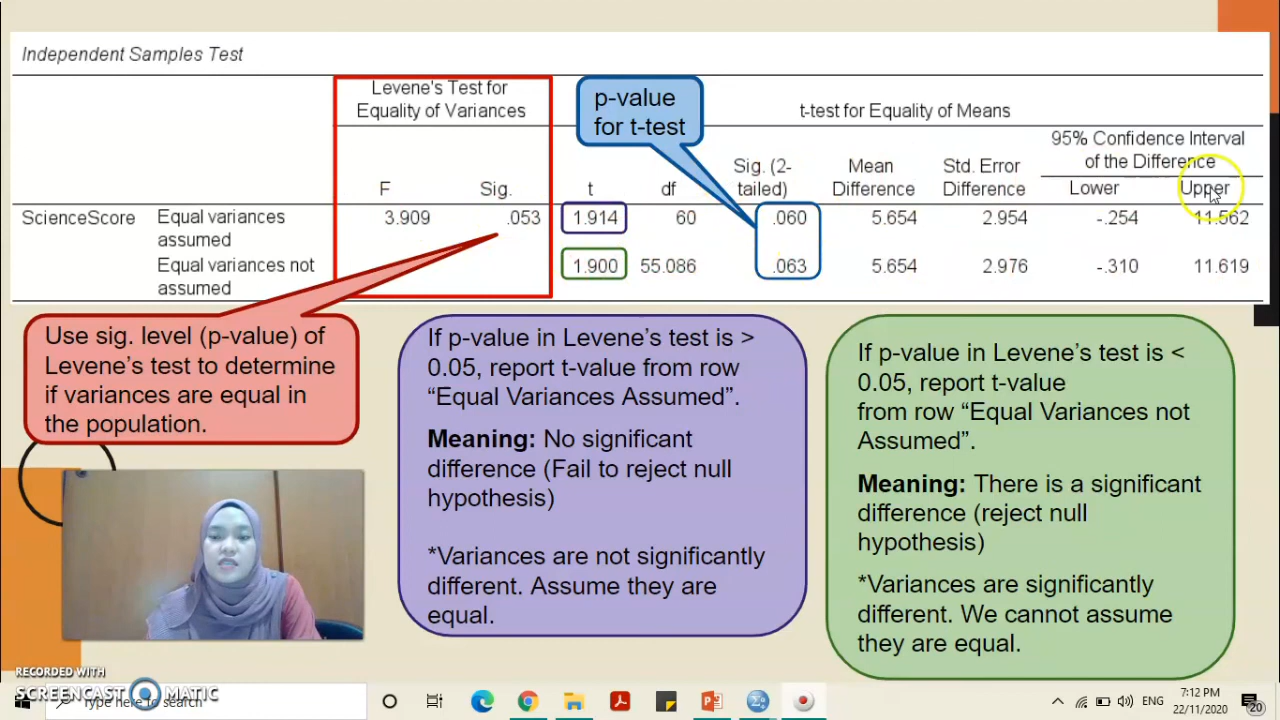 Independent Samples Test
Levene's Test for
Equality of Variances
p-value
for t-test
t-test for Equality of Means
95% Confidence Interval
of the Difference
F Sig. t df Sig. (2-
tailed) Mean
Difference Std. Error
Difference Lower Upper
ScienceScore Equal variances
assumed 3.909 .053 1.914 60 .060 5.654 2.954 -.254 11.562
Equal variances not
assumed 1.900 55.086 .063 5.654 2.976 -.310 11.619
Use sig. level (p-value) of
Levene's test to determine
if variances are equal in
the population.
If p-value in Levene's test is >
0.05, report t-value from row
“Equal Variances Assumed”.
Meaning: No significant
difference (Fail to reject null
hypothesis)
*Variances are not significantly
different. Assume they are
equal.
If p-value in Levene's test is <
0.05, report t-value
from row “Equal Variances not
Assumed”.
Meaning: There is a significant
difference (reject null
hypothesis)
*Variances are significantly
different. We cannot assume
they are equal.
RECORDED WITH
SCREENCAST MATIC
Type here to search
ENG
7:12 PM
22/11/2020
20